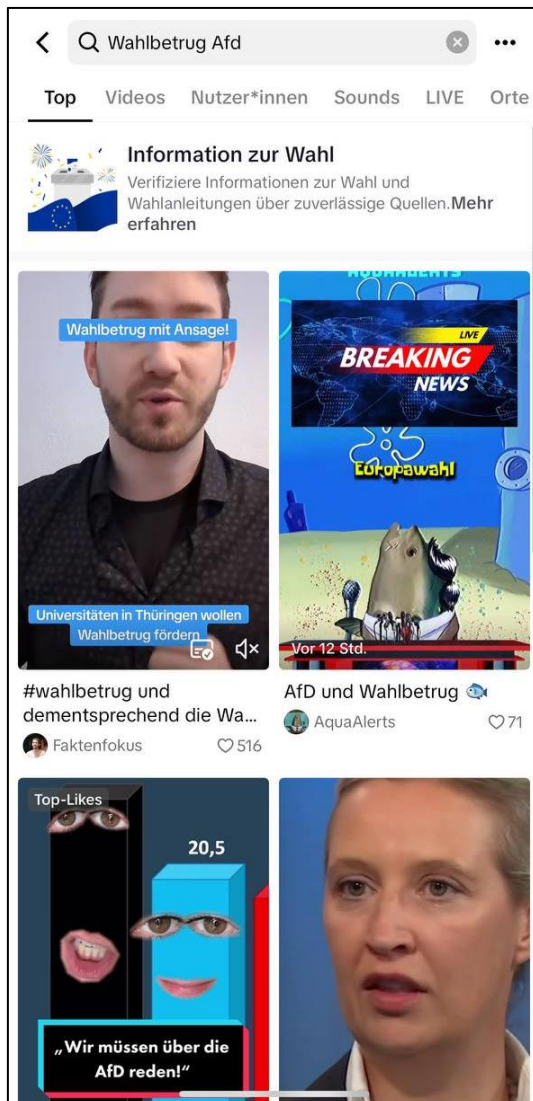 Wahlbetrug Afd
Top Videos Nutzer*innen Sounds LIVE Orte
Information zur Wahl
Verifiziere Informationen zur Wahl und
Wahlanleitungen über zuverlässige Quellen.Mehr
erfahren
Wahlbetrug mit Ansage!
Universitäten in Thüringen wollen
Wahlbetrug fördern
#wahlbetrug und
dementsprechend die Wa...
Faktenfokus 516
AQUAALERTS
LIVE
BREAKING
NEWS
Europawahl
Vor 12 Std.
AfD und Wahlbetrug
AquaAlerts 71
Top-Likes
20,5
„Wir müssen über die
AfD reden!“